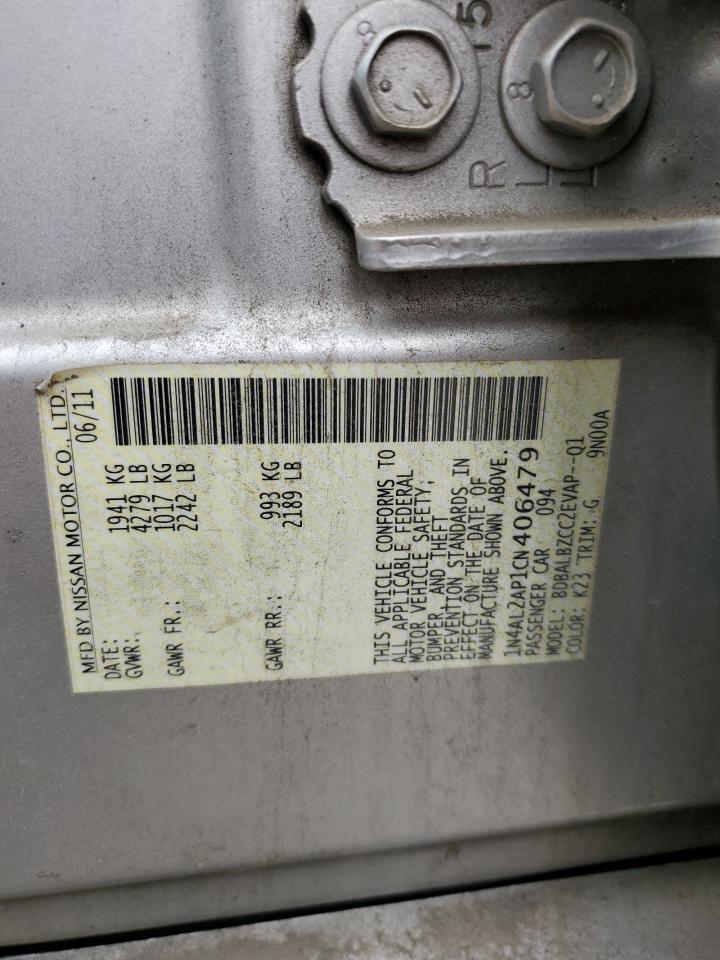 MFD BY NISSAN MOTOR CO., LTD.
DATE: 06/11
GVWR: 1941 KG
4279 LB
GAWR FR.: 1017 KG
2242 LB
GAWR RR.: 993 KG
2189 LB
THIS VEHICLE CONFORMS TO
ALL APPLICABLE FEDERAL
MOTOR VEHICLE SAFETY,
BUMPER, AND THEFT
PREVENTION STANDARDS IN
EFFECT ON THE DATE OF
MANUFACTURE SHOWN ABOVE.
1N4AL2AP1CN406479
PASSENGER CAR 094
MODEL: BDBALBZCC2EVAP--Q1
COLOR: K23 TRIM: G 9N00A
8
15
8
R
L